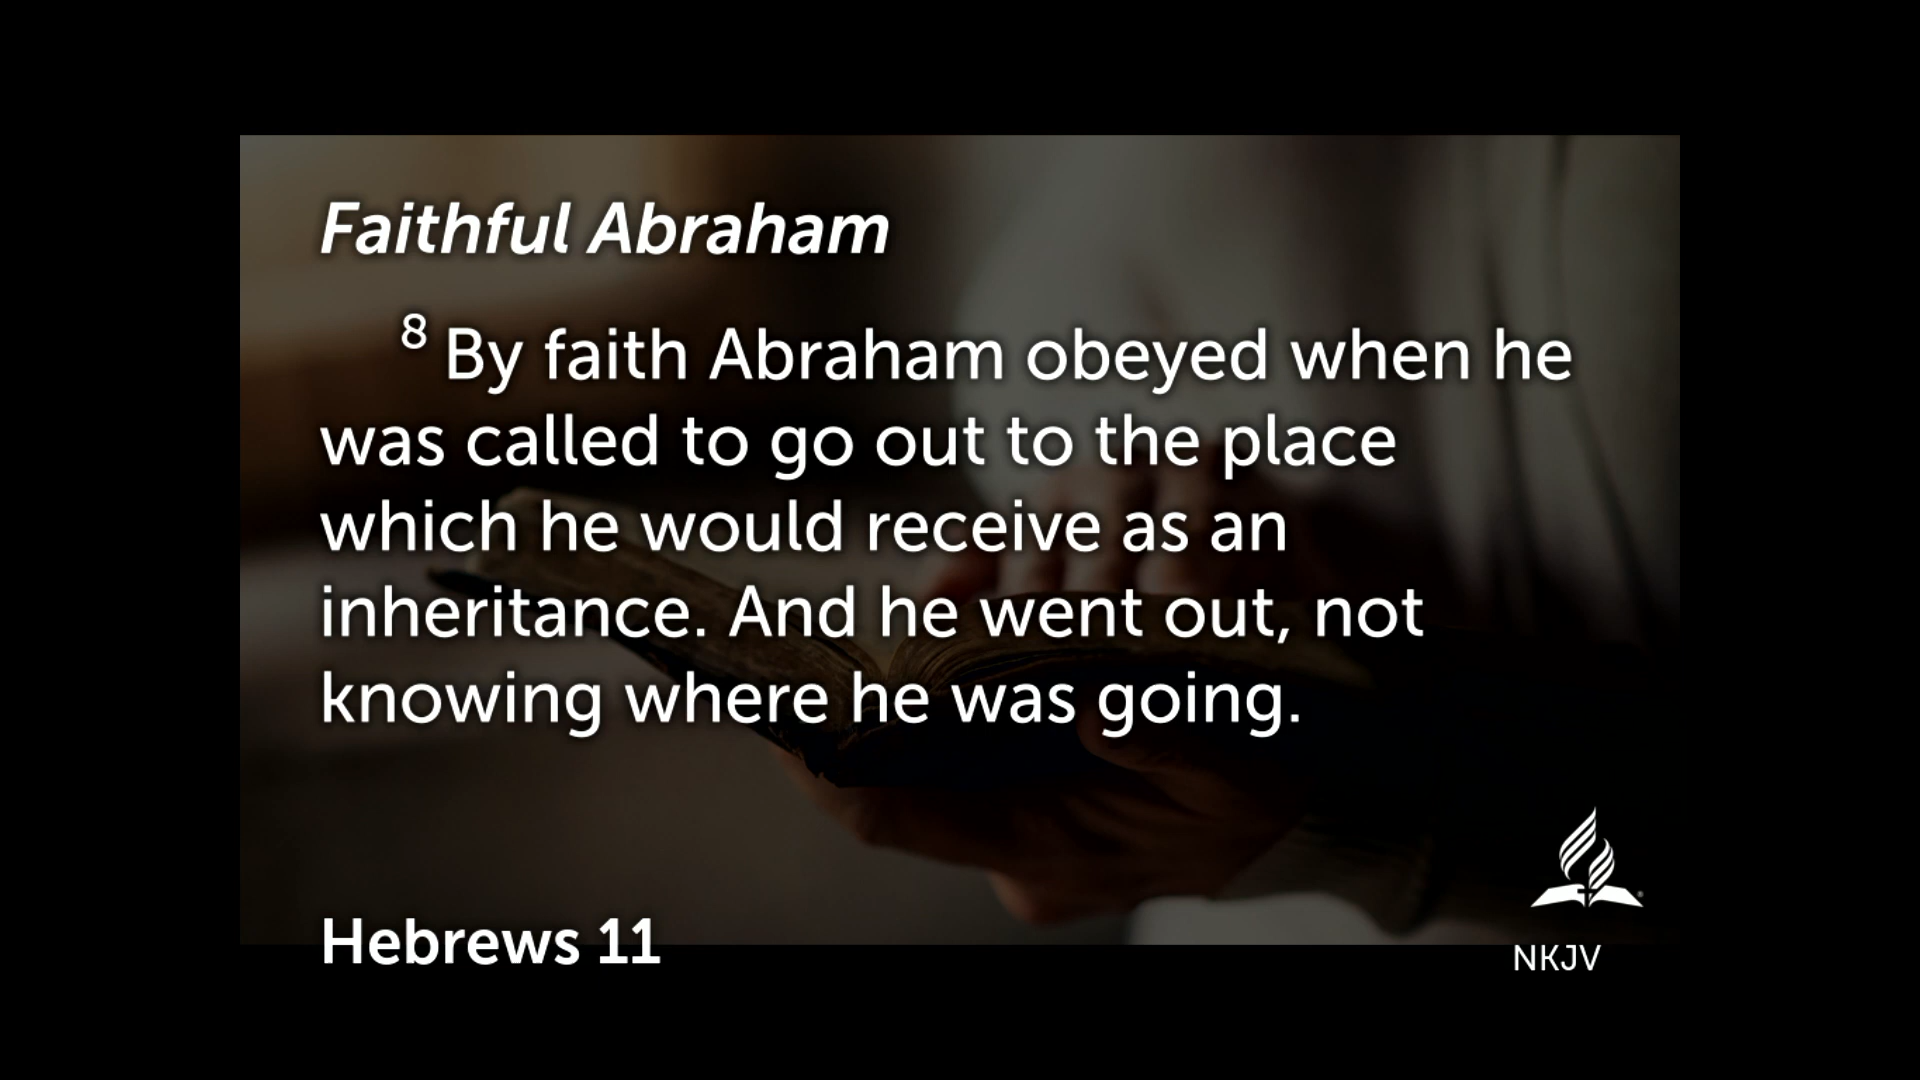 Faithful Abraham
8 By faith Abraham obeyed when he
was called to go out to the place
which he would receive as an
inheritance. And he went out, not
knowing where he was going.
Hebrews 11
NKJV